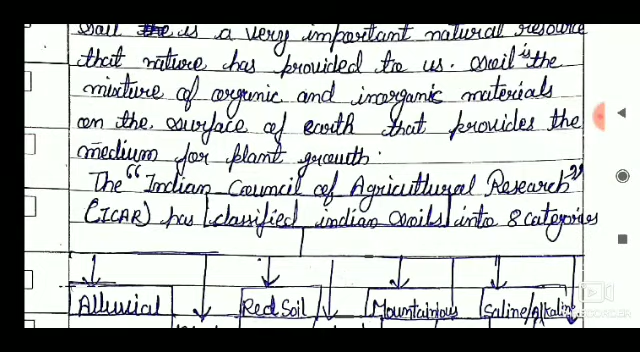 Soil is a very important natural resource
that nature has provided to us. Soil is the
mixture of organic and inorganic materials
on the surface of earth that provides the
medium for plant growth.
The "Indian Council of Agricultural Research"
(ICAR) has classified indian soils into 8 categories
Alluvial Red Soil Mountainious Saline/Alkaline